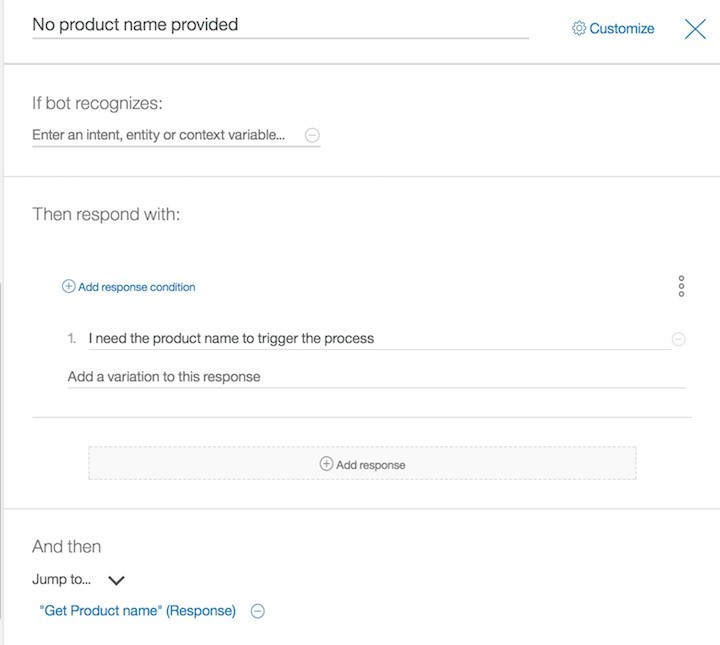 No product name provided
Customize
If bot recognizes:
Enter an intent, entity or context variable...
Then respond with:
Add response condition
1. I need the product name to trigger the process
Add a variation to this response
Add response
And then
Jump to...
"Get Product name" (Response)